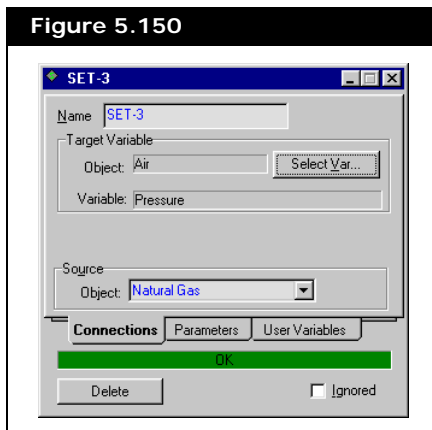 Figure 5.150
SET-3
Name SET-3
Target Variable
Object: Air Select Var...
Variable: Pressure
Source
Object: Natural Gas
Connections Parameters User Variables
OK
Delete Ignored